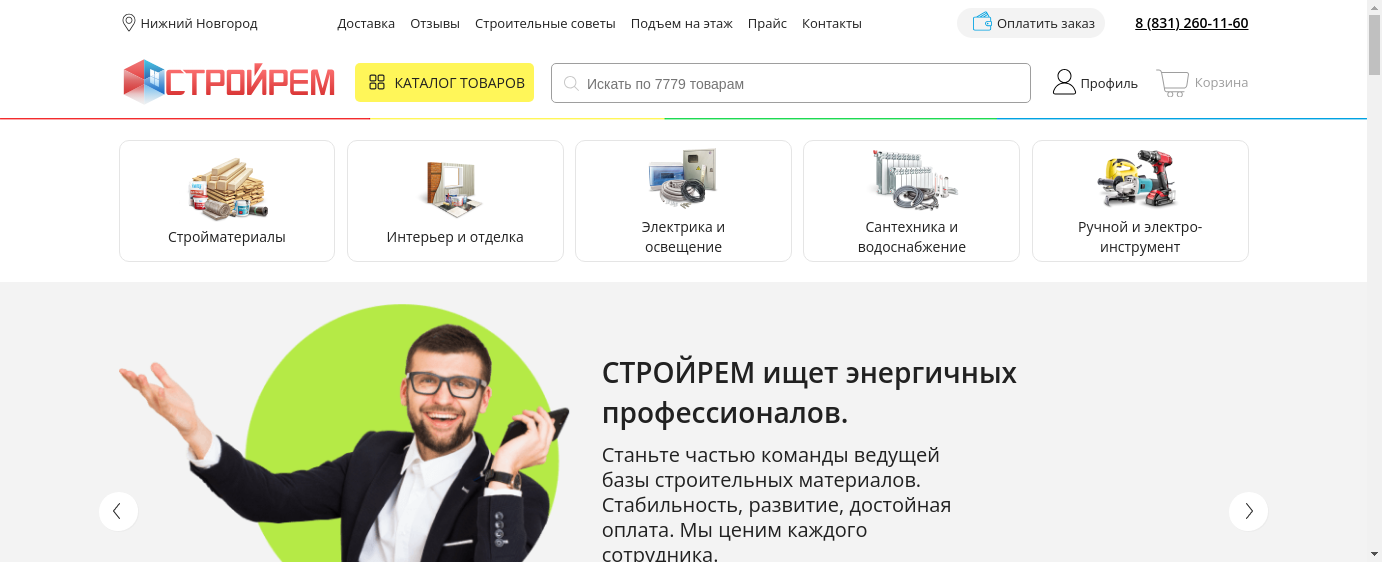 Нижний Новгород
Доставка
Отзывы
Строительные советы
Подъем на этаж
Прайс
Контакты
Оплатить заказ
8 (831) 260-11-60
СТРОЙРЕМ
КАТАЛОГ ТОВАРОВ
Искать по 7779 товарам
Профиль
Корзина
Стройматериалы
Интерьер и отделка
Электрика и
освещение
Сантехника и
водоснабжение
Ручной и электро-
инструмент
СТРОЙРЕМ ищет энергичных
профессионалов.
Станьте частью команды ведущей
базы строительных материалов.
Стабильность, развитие, достойная
оплата. Мы ценим каждого
сотрудника.